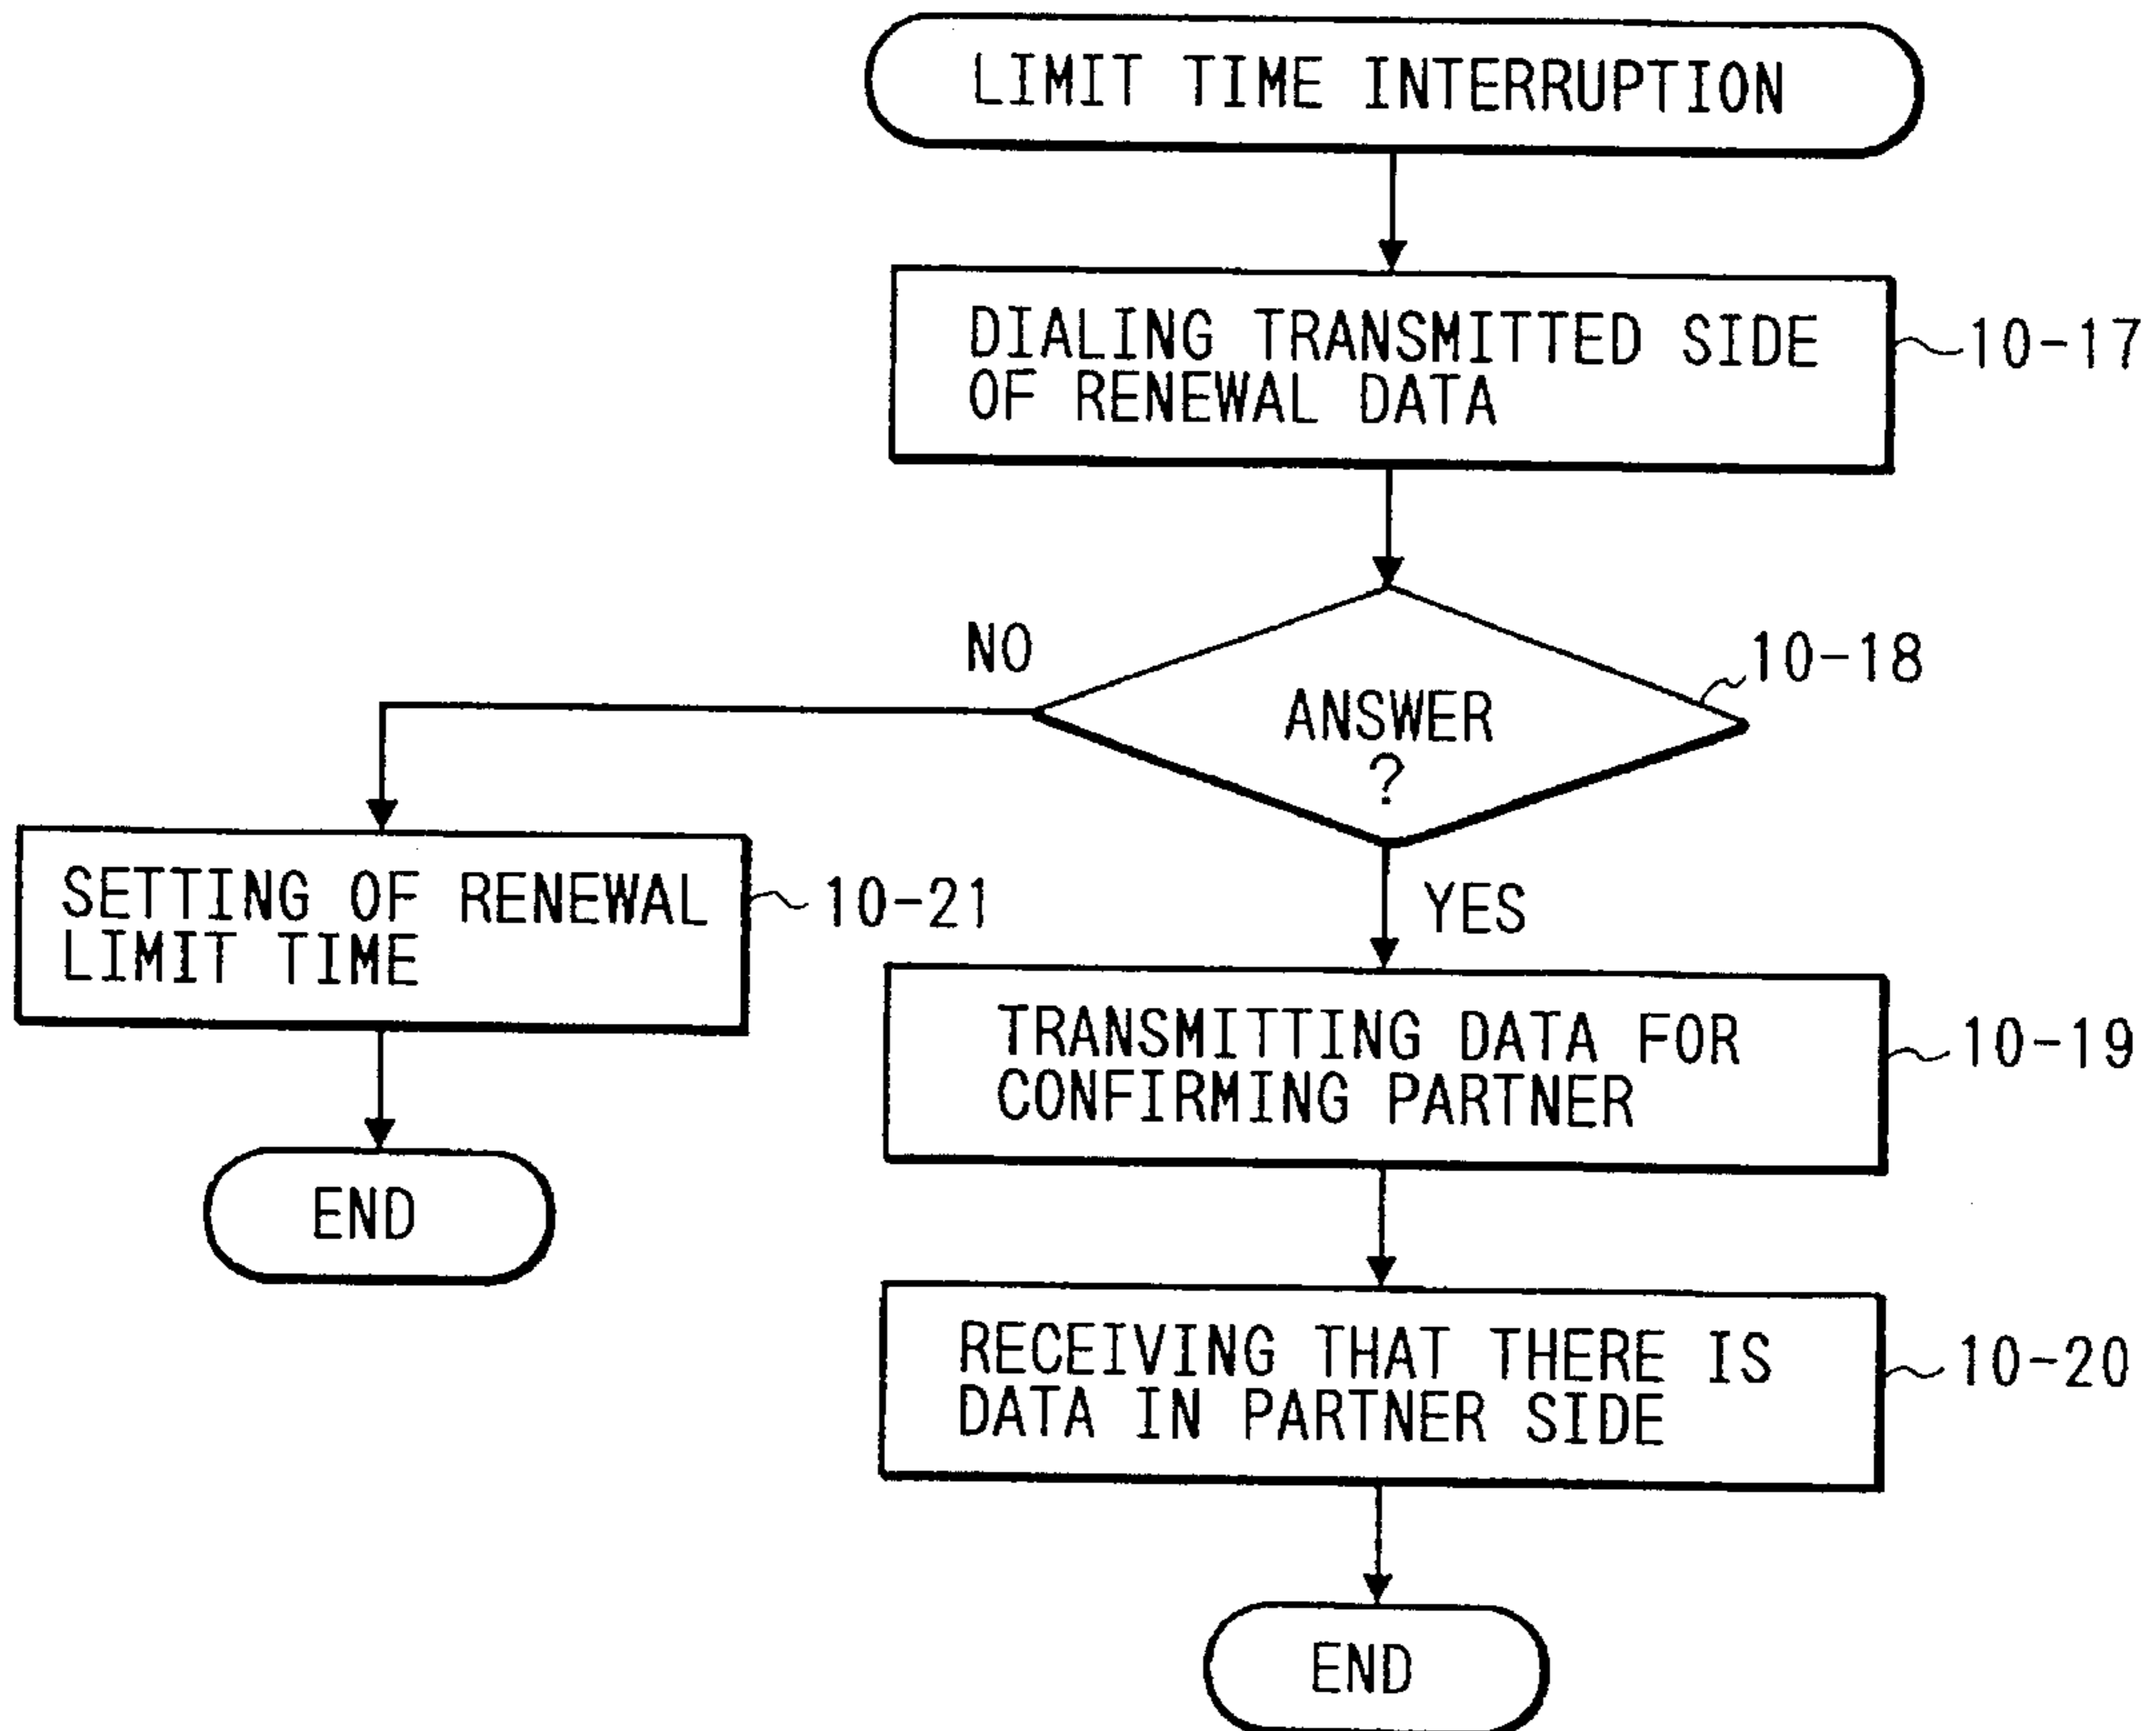 LIMIT TIME INTERRUPTION
DIALING TRANSMITTED SIDE
OF RENEWAL DATA
10-17
NO
10-18
ANSWER
?
SETTING OF RENEWAL
LIMIT TIME
10-21
YES
TRANSMITTING DATA FOR
CONFIRMING PARTNER
10-19
END
RECEIVING THAT THERE IS
DATA IN PARTNER SIDE
10-20
END